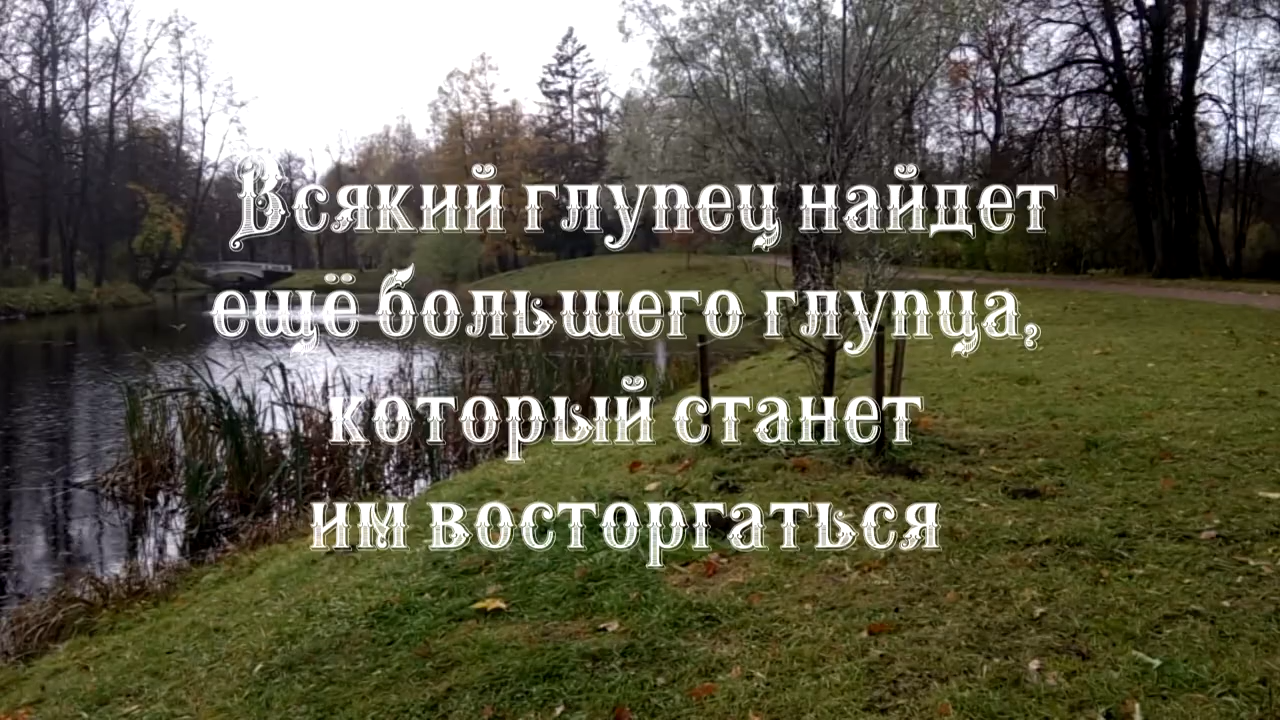 Всякий глупец найдет
ещё большего глупца,
который станет
им восторгаться